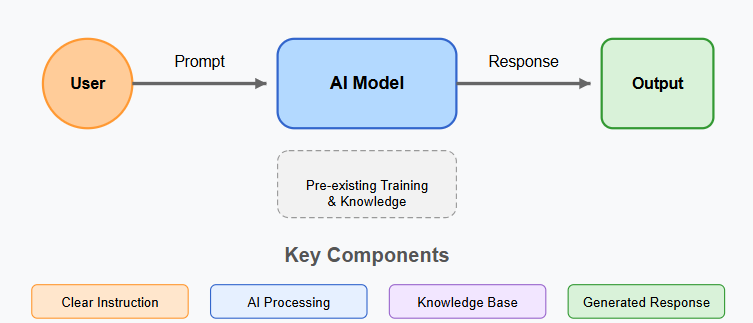 Prompt
Response
User
AI Model
Output
Pre-existing Training
& Knowledge
Key Components
Clear Instruction
AI Processing
Knowledge Base
Generated Response